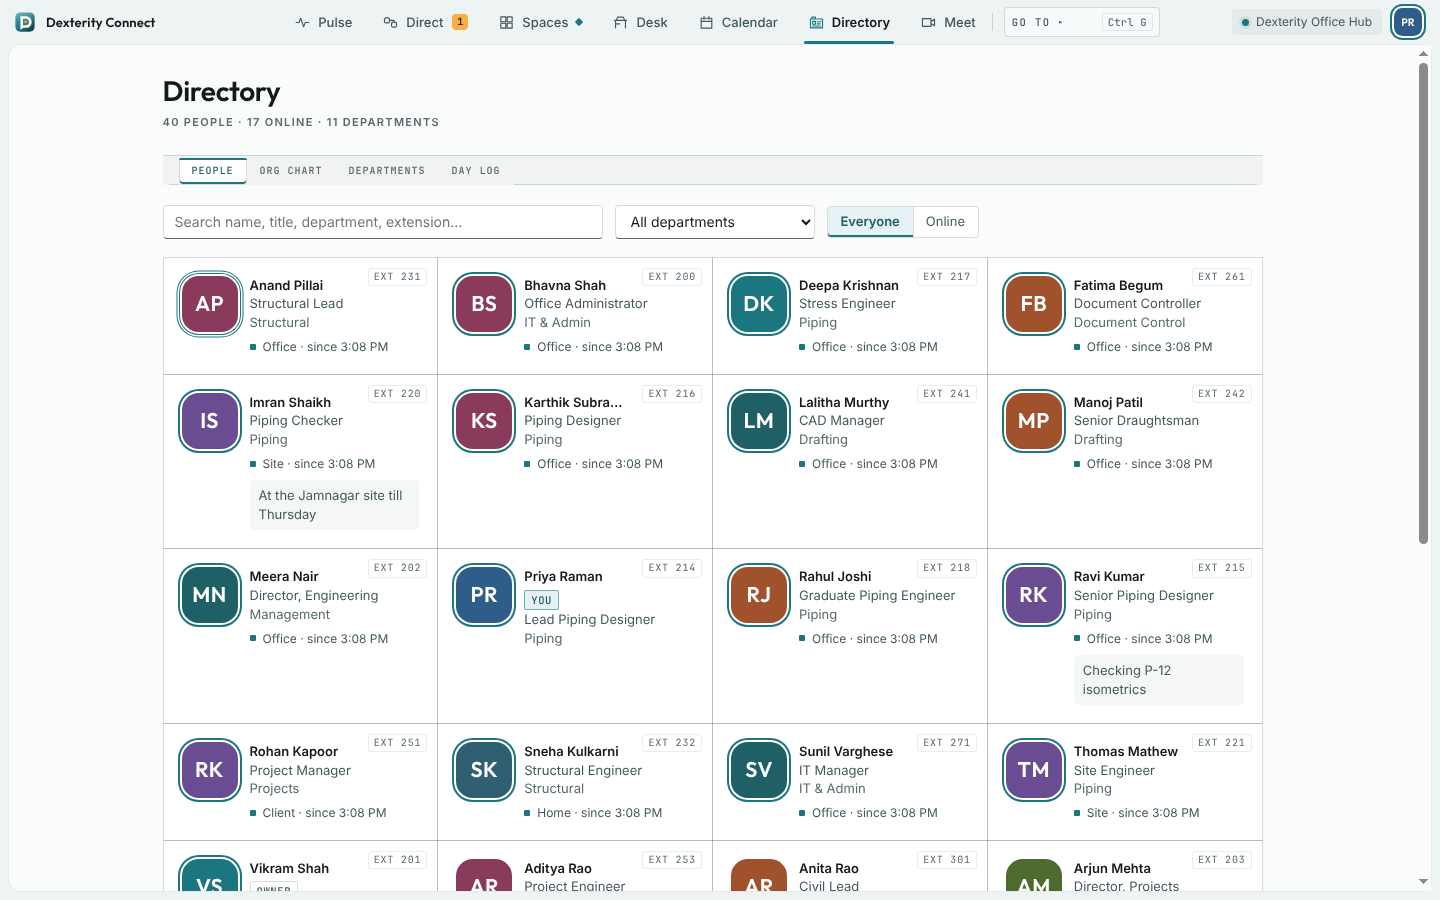 Dexterity Connect
Pulse
Direct 1
Spaces
Desk
Calendar
Directory
Meet
GO TO Ctrl G
Dexterity Office Hub
PR
Directory
40 PEOPLE · 17 ONLINE · 11 DEPARTMENTS
PEOPLE
ORG CHART
DEPARTMENTS
DAY LOG
Search name, title, department, extension...
All departments
Everyone
Online
AP
EXT 231
Anand Pillai
Structural Lead
Structural
Office · since 3:08 PM
BS
EXT 200
Bhavna Shah
Office Administrator
IT & Admin
Office · since 3:08 PM
DK
EXT 217
Deepa Krishnan
Stress Engineer
Piping
Office · since 3:08 PM
FB
EXT 261
Fatima Begum
Document Controller
Document Control
Office · since 3:08 PM
IS
EXT 220
Imran Shaikh
Piping Checker
Piping
Site · since 3:08 PM
At the Jamnagar site till
Thursday
KS
EXT 216
Karthik Subra...
Piping Designer
Piping
Office · since 3:08 PM
LM
EXT 241
Lalitha Murthy
CAD Manager
Drafting
Office · since 3:08 PM
MP
EXT 242
Manoj Patil
Senior Draughtsman
Drafting
Office · since 3:08 PM
MN
EXT 202
Meera Nair
Director, Engineering
Management
Office · since 3:08 PM
PR
EXT 214
Priya Raman
YOU
Lead Piping Designer
Piping
RJ
EXT 218
Rahul Joshi
Graduate Piping Engineer
Piping
Office · since 3:08 PM
RK
EXT 215
Ravi Kumar
Senior Piping Designer
Piping
Office · since 3:08 PM
Checking P-12
isometrics
RK
EXT 251
Rohan Kapoor
Project Manager
Projects
Client · since 3:08 PM
SK
EXT 232
Sneha Kulkarni
Structural Engineer
Structural
Home · since 3:08 PM
SV
EXT 271
Sunil Varghese
IT Manager
IT & Admin
Office · since 3:08 PM
TM
EXT 221
Thomas Mathew
Site Engineer
Piping
Site · since 3:08 PM
VS
EXT 201
Vikram Shah
OWNER
AR
EXT 253
Aditya Rao
Project Engineer
AR
EXT 301
Anita Rao
Civil Lead
AM
EXT 203
Arjun Mehta
Director, Projects